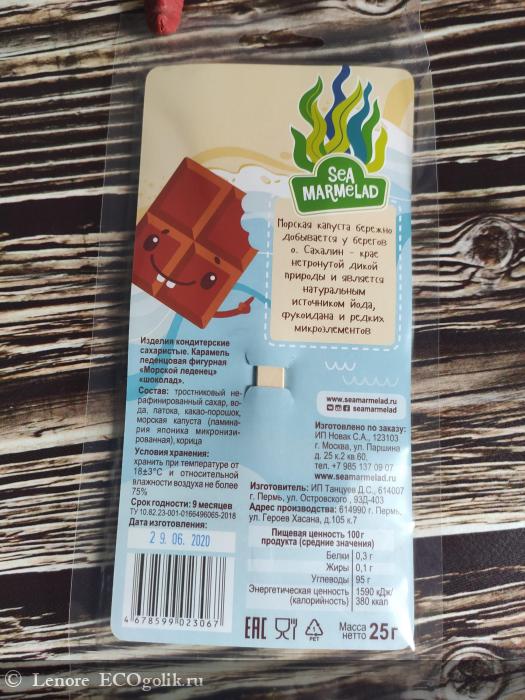 SEA
MARMELAD
Морская капуста бережно
добывается у берегов
о. Сахалин - крае
нетронутой дикой
природы и является
натуральным
источником йода,
фукоидана и редких
микроэлементов
Изделия кондитерские
сахаристые. Карамель
леденцовая фигурная
«Морской леденец»
«шоколад».
Состав: тростниковый не-
рафинированный сахар, во-
да, патока, какао-порошок,
морская капуста (ламина-
рия японика микронизи-
рованная), корица
Условия хранения:
хранить при температуре от
18±3°С и относительной
влажности воздуха не более
75%
Срок годности: 9 месяцев
ТУ 10.82.23-001-0166496065-2018
Дата изготовления:
29.06.2020
4 678599 023067
www.seamarmelad.ru
seamarmelad
Изготовлено по заказу:
ИП Новак С.А., 123103
г. Москва, ул. Паршина
д. 25 к.2 кв.60.
тел. +7 985 137 09 07
www.seamarmelad.ru
Изготовитель: ИП Танцуев Д.С., 614007
г. Пермь, ул. Островского , 93Д-403
Адрес производства: 614990 г. Пермь,
ул. Героев Хасана, д.105 к.7
Пищевая ценность 100г
продукта (средние значения)
Белки 0,3 г
Жиры 0,1 г
Углеводы 95 г
Энергетическая ценность 1590 кДж/
(калорийность) 380 ккал
EAC
PET
Масса
нетто 25 г
© Lenore ECOgolik.ru